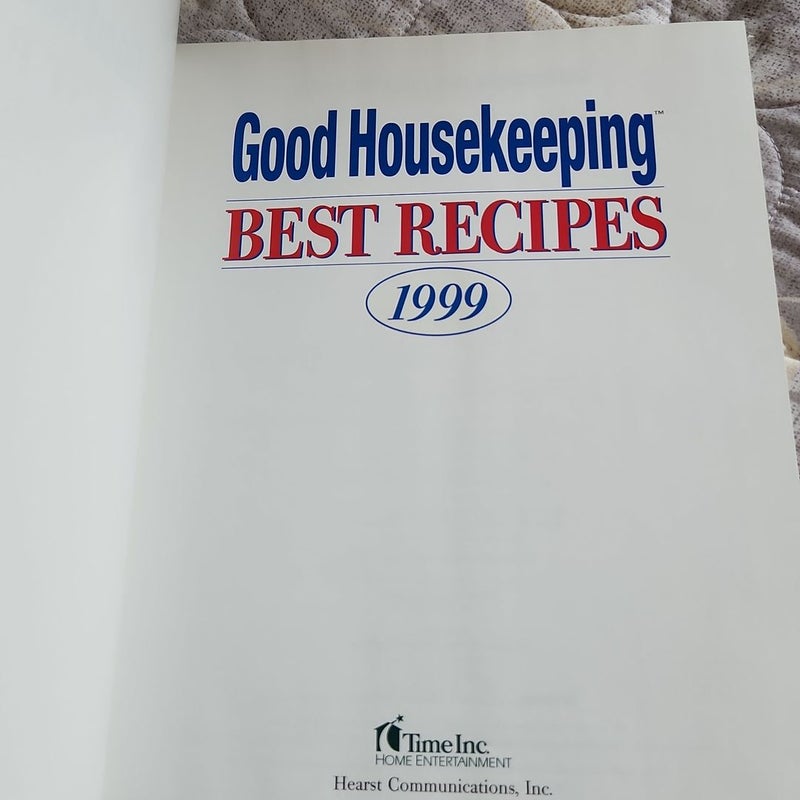 Good Housekeeping™
BEST RECIPES
1999
Time Inc.
HOME ENTERTAINMENT
Hearst Communications, Inc.